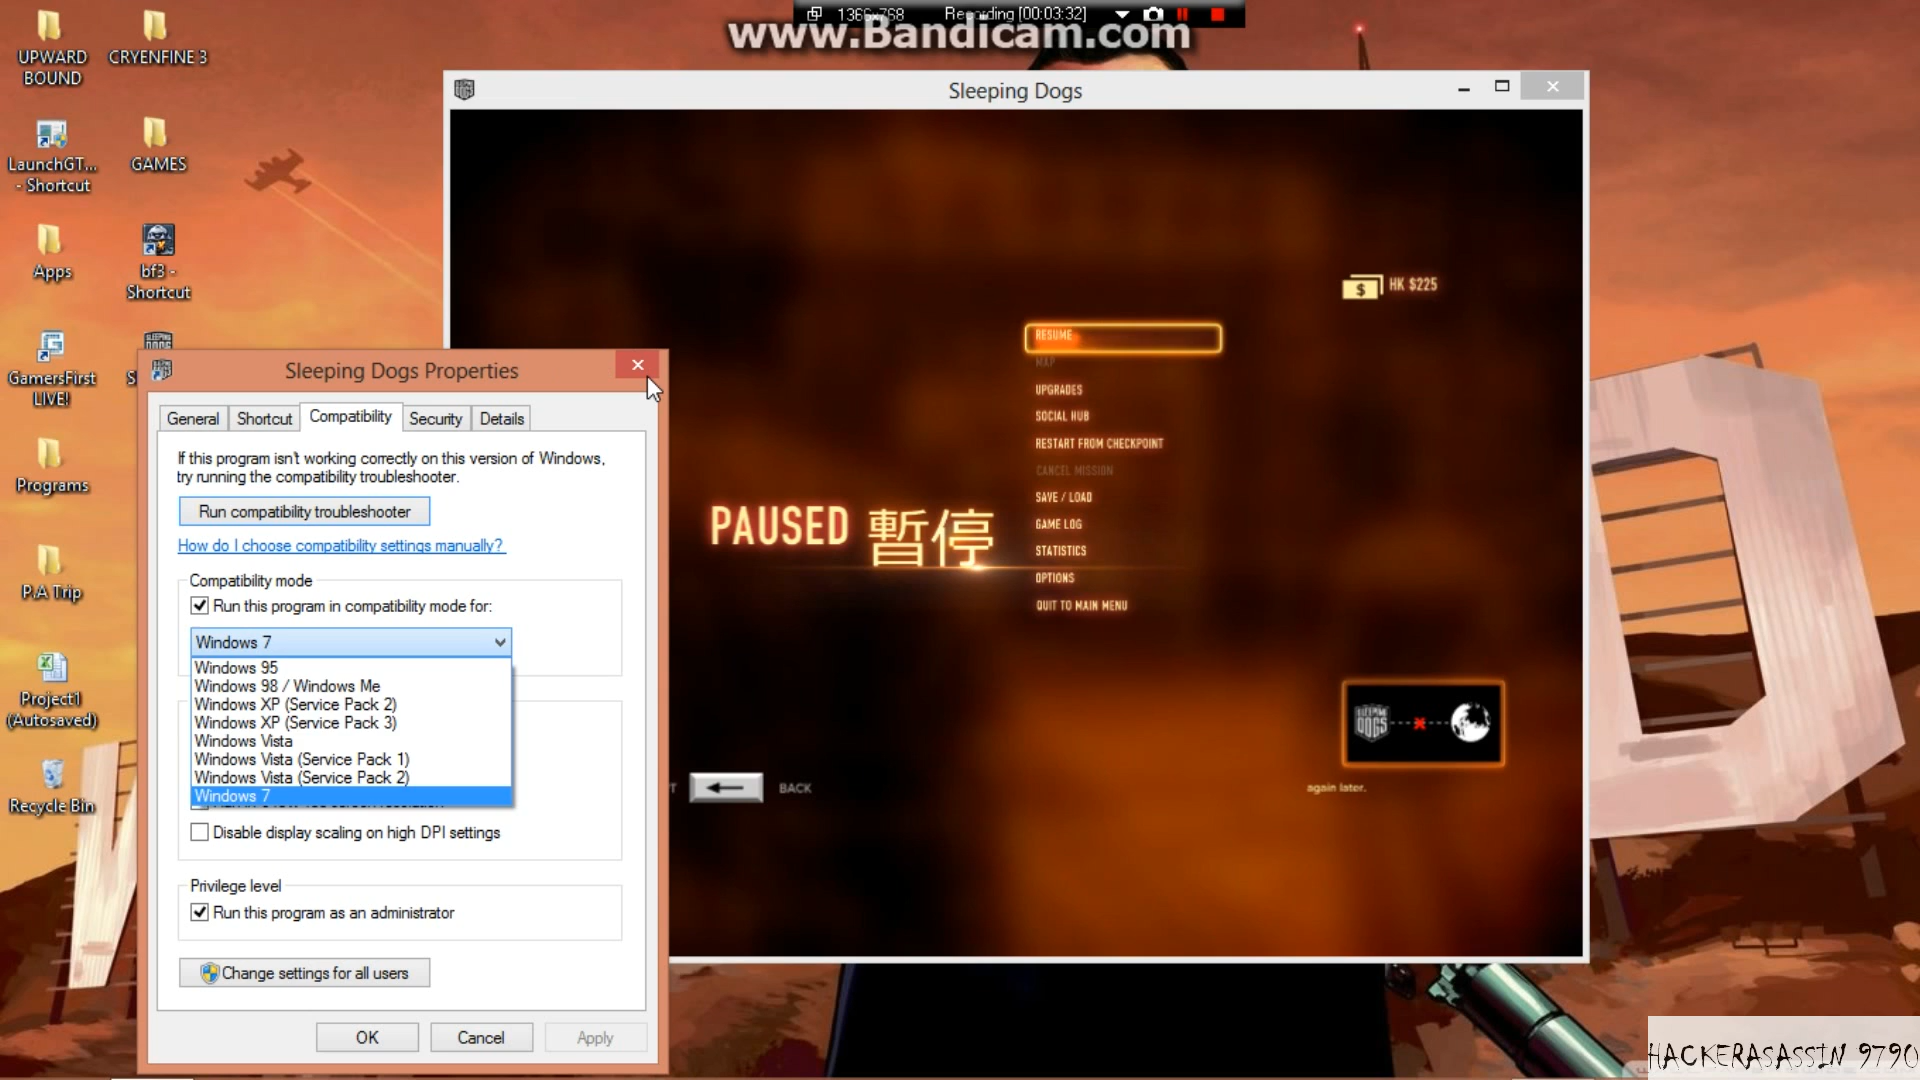 1366x768
Recording [00:03:32]
www.Bandicam.com
UPWARD
BOUND
CRYENFINE 3
LaunchGT...
- Shortcut
GAMES
Apps
bf3 -
Shortcut
GamersFirst
LIVE!
Programs
P.A Trip
Project1
(Autosaved)
Recycle Bin
Sleeping Dogs
HK $225
RESUME
MAP
UPGRADES
SOCIAL HUB
RESTART FROM CHECKPOINT
CANCEL MISSION
SAVE / LOAD
GAME LOG
STATISTICS
OPTIONS
QUIT TO MAIN MENU
PAUSED 暫停
BACK
SLEEPING
DOGS
again later.
Sleeping Dogs Properties
General
Shortcut
Compatibility
Security
Details
If this program isn't working correctly on this version of Windows,
try running the compatibility troubleshooter.
Run compatibility troubleshooter
How do I choose compatibility settings manually?
Compatibility mode
Run this program in compatibility mode for:
Windows 7
Windows 95
Windows 98 / Windows Me
Windows XP (Service Pack 2)
Windows XP (Service Pack 3)
Windows Vista
Windows Vista (Service Pack 1)
Windows Vista (Service Pack 2)
Windows 7
Disable display scaling on high DPI settings
Privilege level
Run this program as an administrator
Change settings for all users
OK
Cancel
Apply
HACKERASASSIN 9790